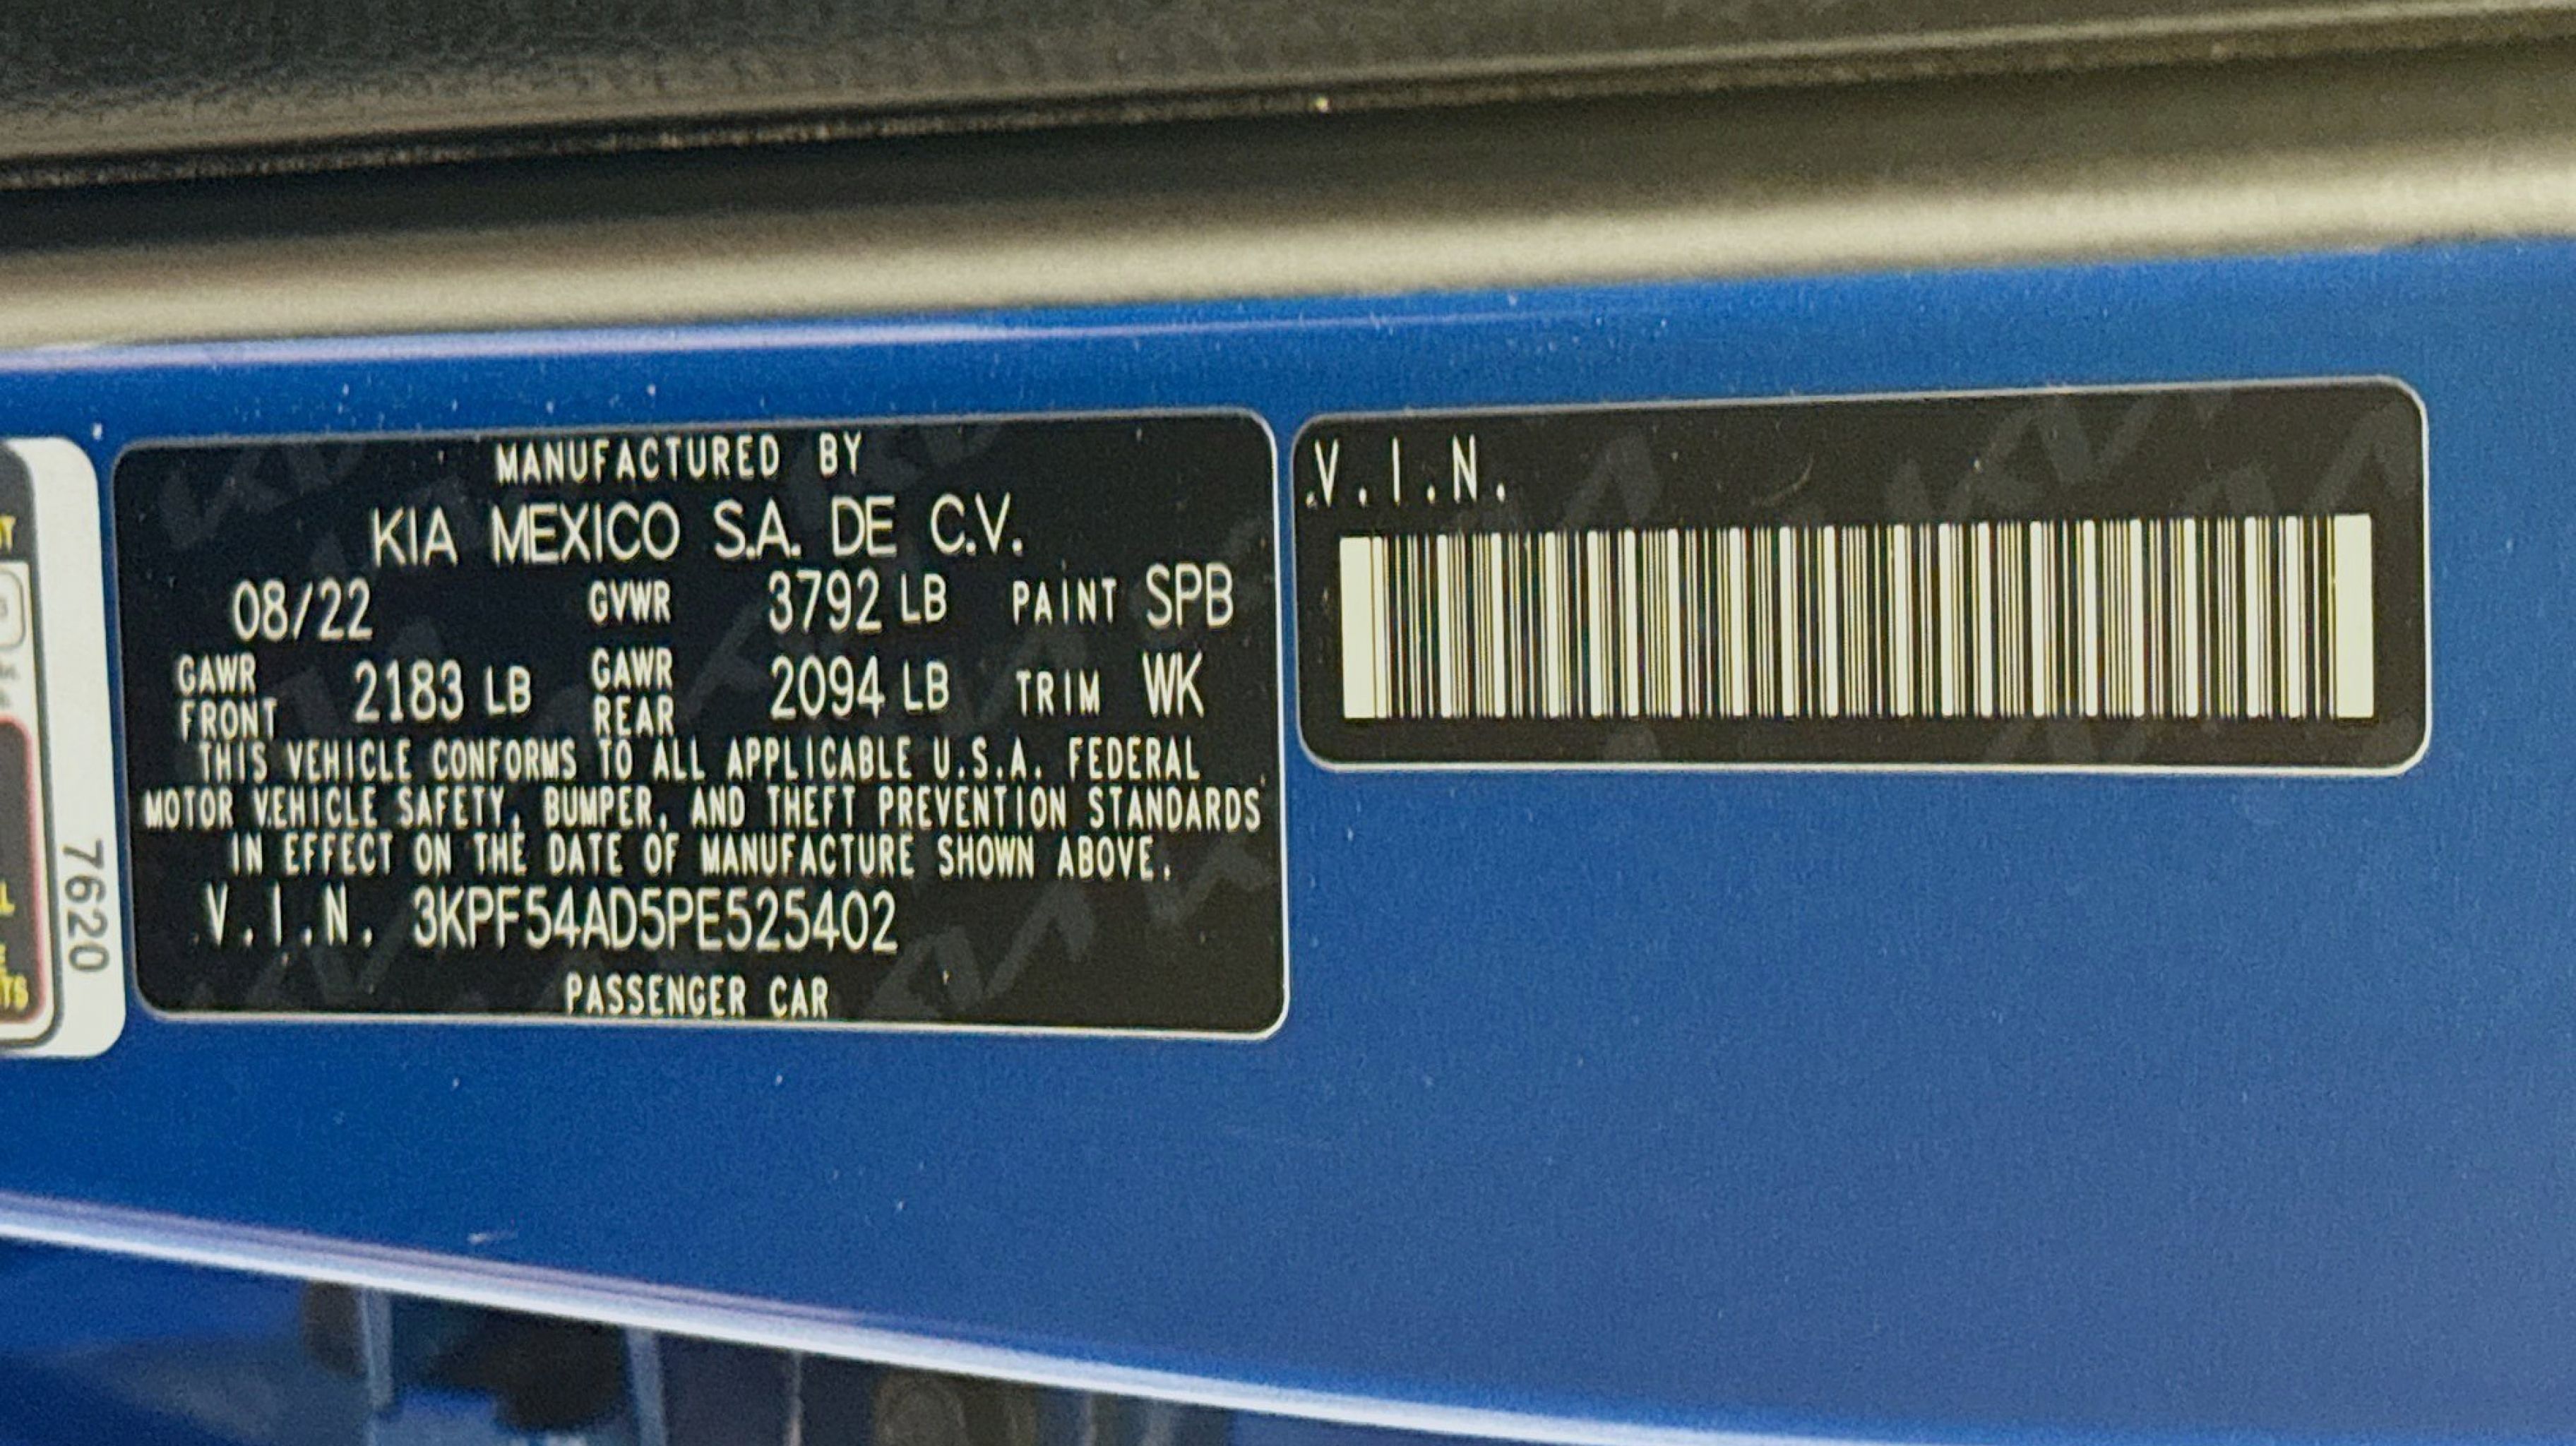 MANUFACTURED BY
KIA MEXICO S.A. DE C.V.
08/22 GVWR 3792 LB PAINT SPB
GAWR FRONT 2183 LB GAWR REAR 2094 LB TRIM WK
THIS VEHICLE CONFORMS TO ALL APPLICABLE U.S.A. FEDERAL
MOTOR VEHICLE SAFETY, BUMPER, AND THEFT PREVENTION STANDARDS
IN EFFECT ON THE DATE OF MANUFACTURE SHOWN ABOVE.
V.I.N. 3KPF54AD5PE525402
PASSENGER CAR
V.I.N.
7620